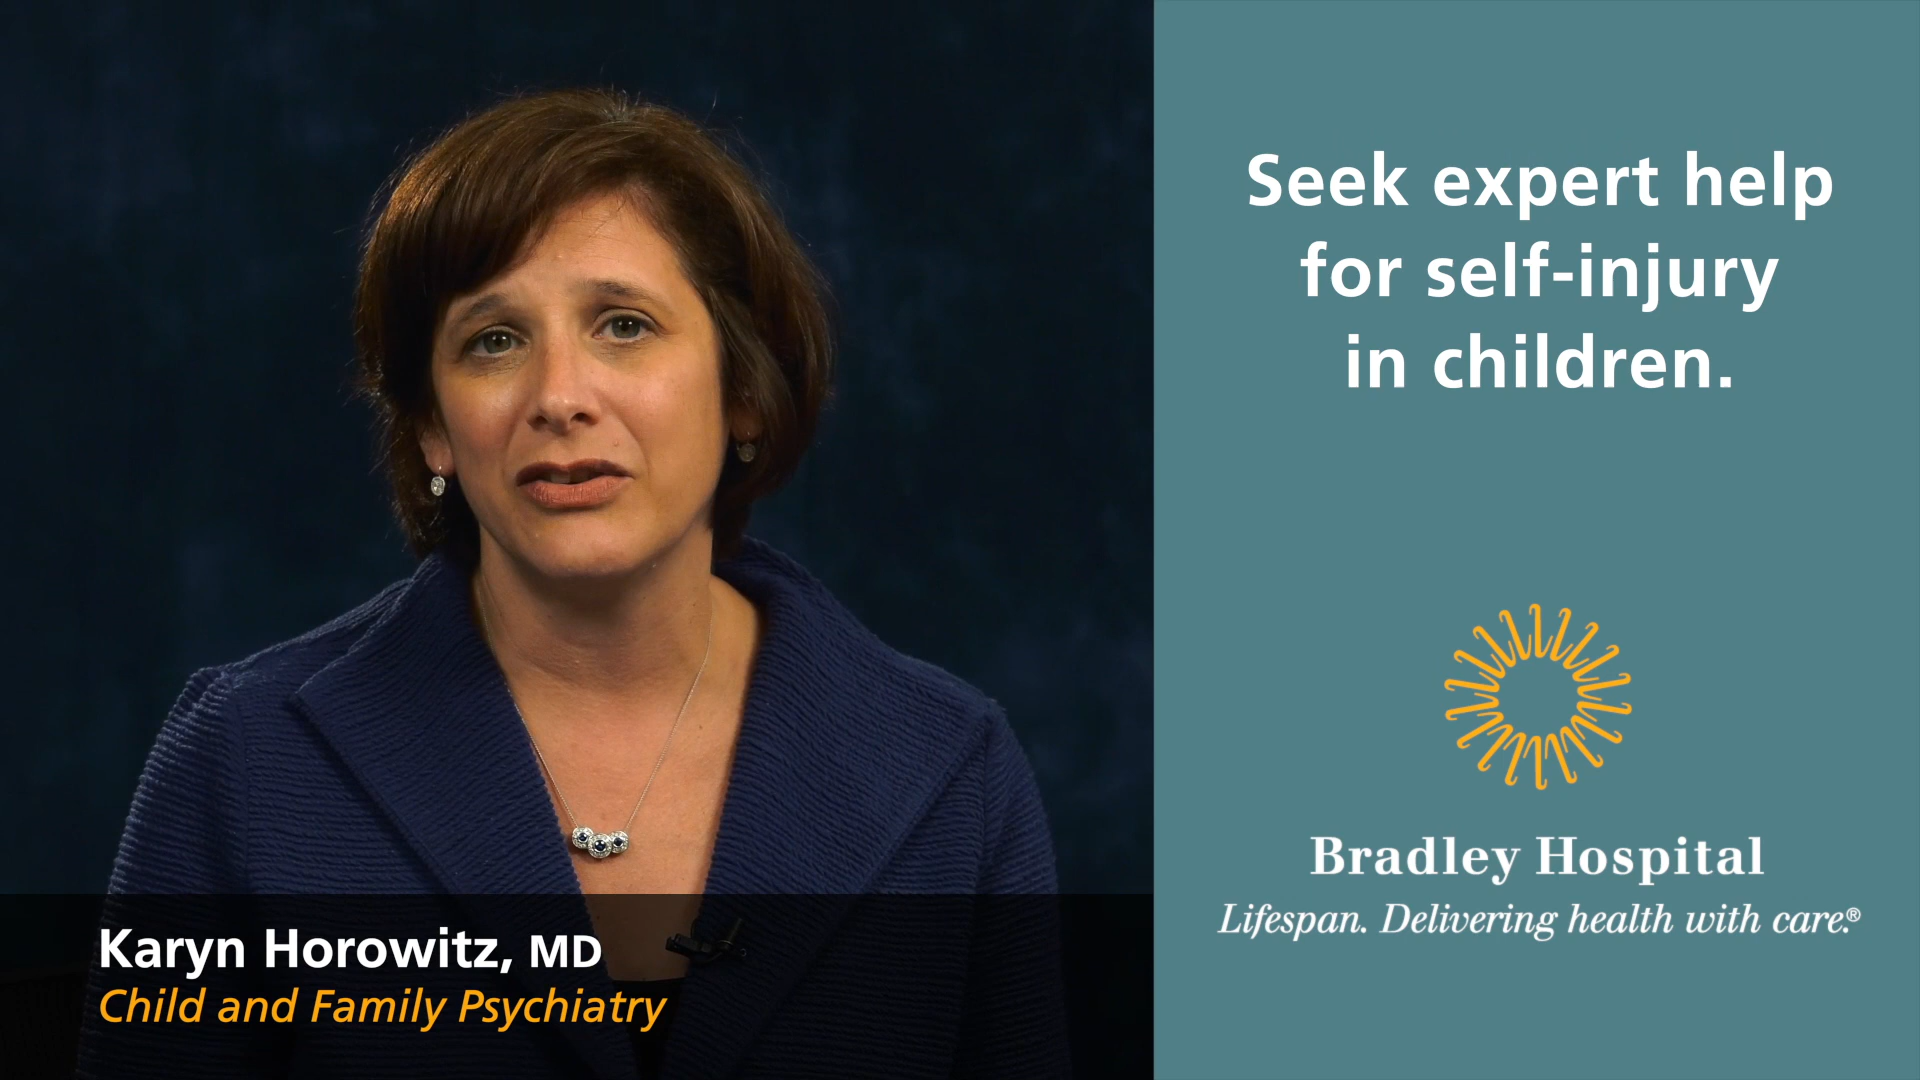 Seek expert help
for self-injury
in children.
Bradley Hospital
Lifespan. Delivering health with care.®
Karyn Horowitz, MD
Child and Family Psychiatry